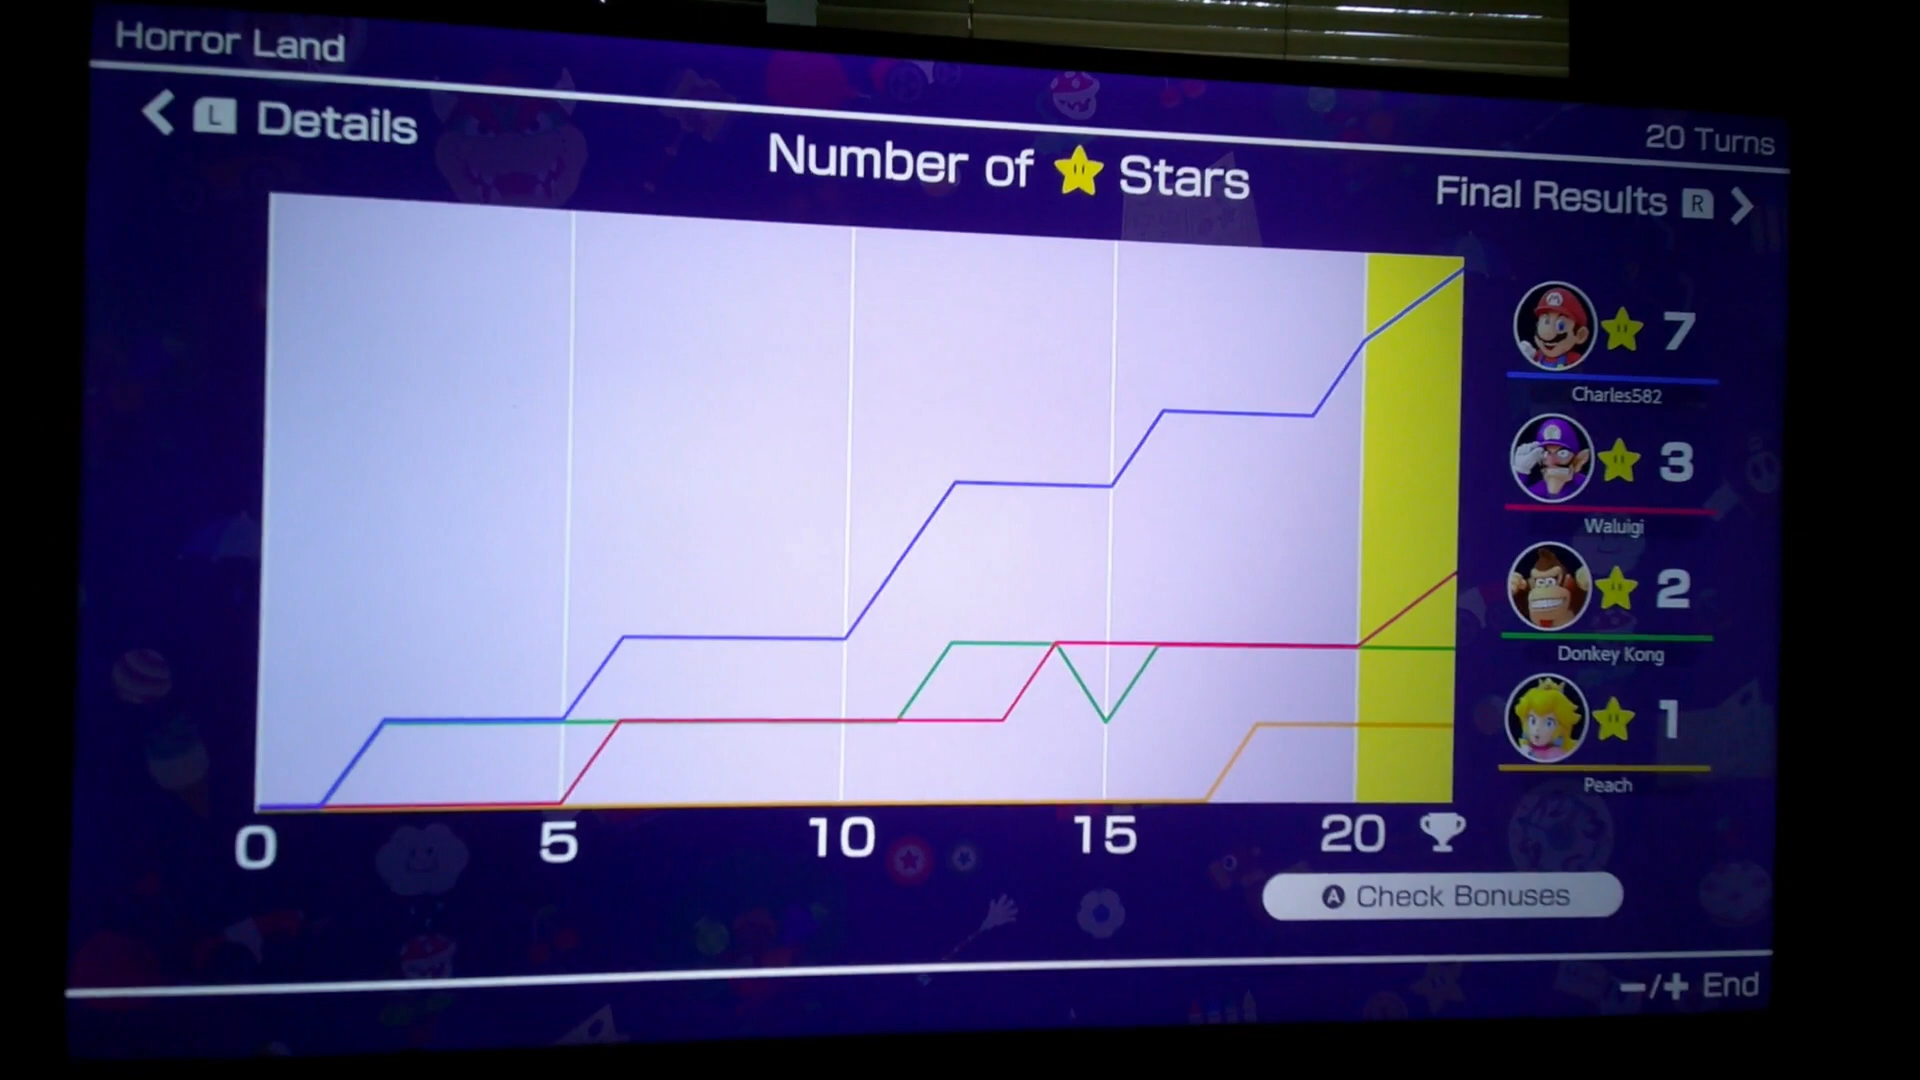 Horror Land
L Details
20 Turns
Number of Stars
Final Results R
7
Charles582
3
Waluigi
2
Donkey Kong
1
Peach
0 5 10 15 20
A Check Bonuses
−/+ End